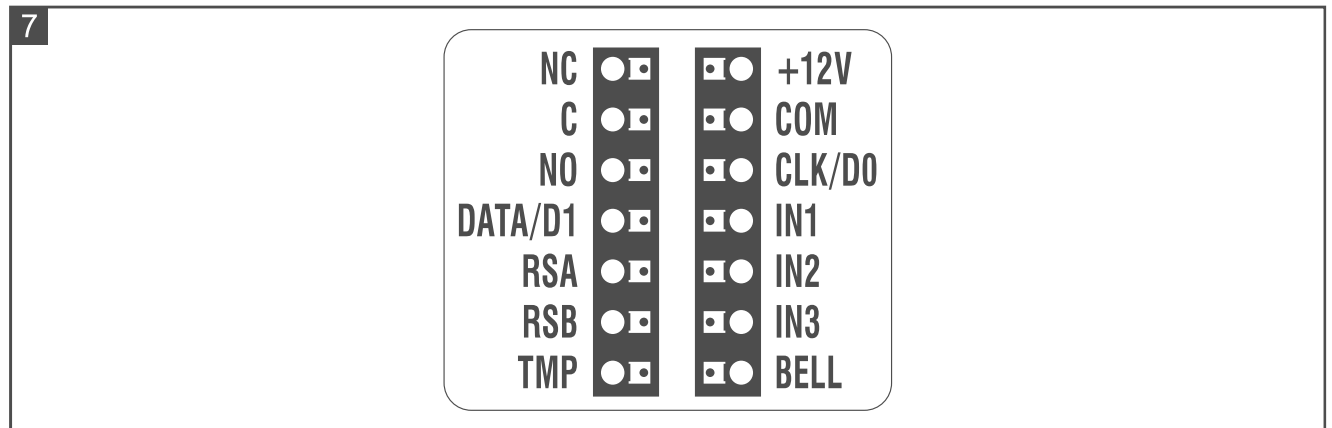 7
NC +12V
C COM
NO CLK/D0
DATA/D1 IN1
RSA IN2
RSB IN3
TMP BELL